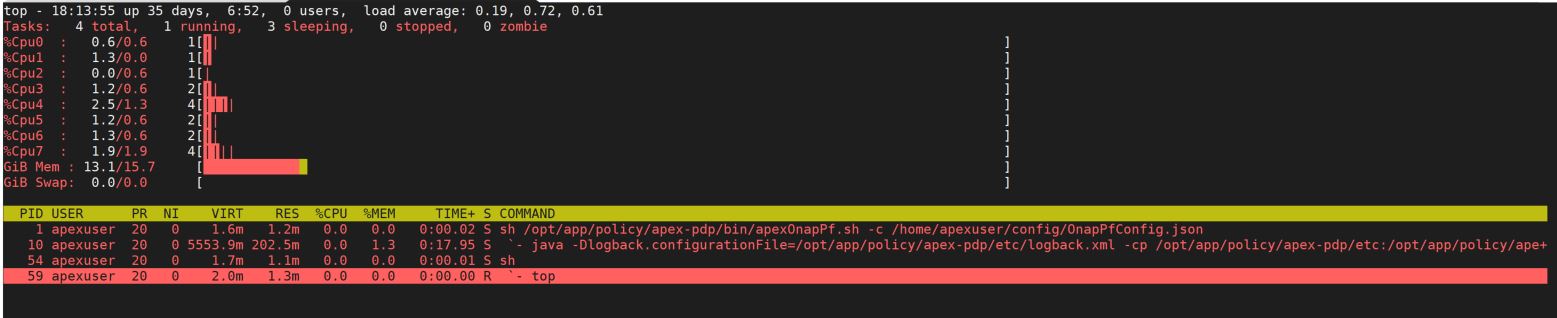 top - 18:13:55 up 35 days,  6:52,  0 users,  load average: 0.19, 0.72, 0.61
Tasks:   4 total,   1 running,   3 sleeping,   0 stopped,   0 zombie
%Cpu0  :   0.6/0.6     1[|| ]
%Cpu1  :   1.3/0.0     1[| ]
%Cpu2  :   0.0/0.6     1[| ]
%Cpu3  :   1.2/0.6     2[|| ]
%Cpu4  :   2.5/1.3     4[|||| ]
%Cpu5  :   1.2/0.6     2[|| ]
%Cpu6  :   1.3/0.6     2[|| ]
%Cpu7  :   1.9/1.9     4[|||| ]
GiB Mem : 13.1/15.7     [ ]
GiB Swap:  0.0/0.0      [ ]
PID USER      PR  NI    VIRT    RES  %CPU  %MEM     TIME+ S COMMAND
1 apexuser  20   0    1.6m   1.2m   0.0   0.0   0:00.02 S sh /opt/app/policy/apex-pdp/bin/apexOnapPf.sh -c /home/apexuser/config/OnapPfConfig.json
10 apexuser  20   0 5553.9m 202.5m   0.0   1.3   0:17.95 S  `- java -Dlogback.configurationFile=/opt/app/policy/apex-pdp/etc/logback.xml -cp /opt/app/policy/apex-pdp/etc:/opt/app/policy/ape+
54 apexuser  20   0    1.7m   1.1m   0.0   0.0   0:00.01 S sh
59 apexuser  20   0    2.0m   1.3m   0.0   0.0   0:00.00 R  `- top